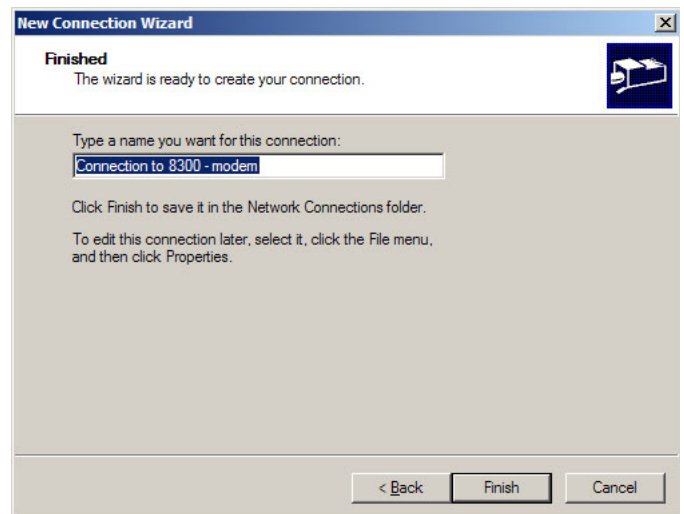 New Connection Wizard
Finished
The wizard is ready to create your connection.
Type a name you want for this connection:
Connection to 8300 - modem
Click Finish to save it in the Network Connections folder.
To edit this connection later, select it, click the File menu,
and then click Properties.
< Back Finish Cancel